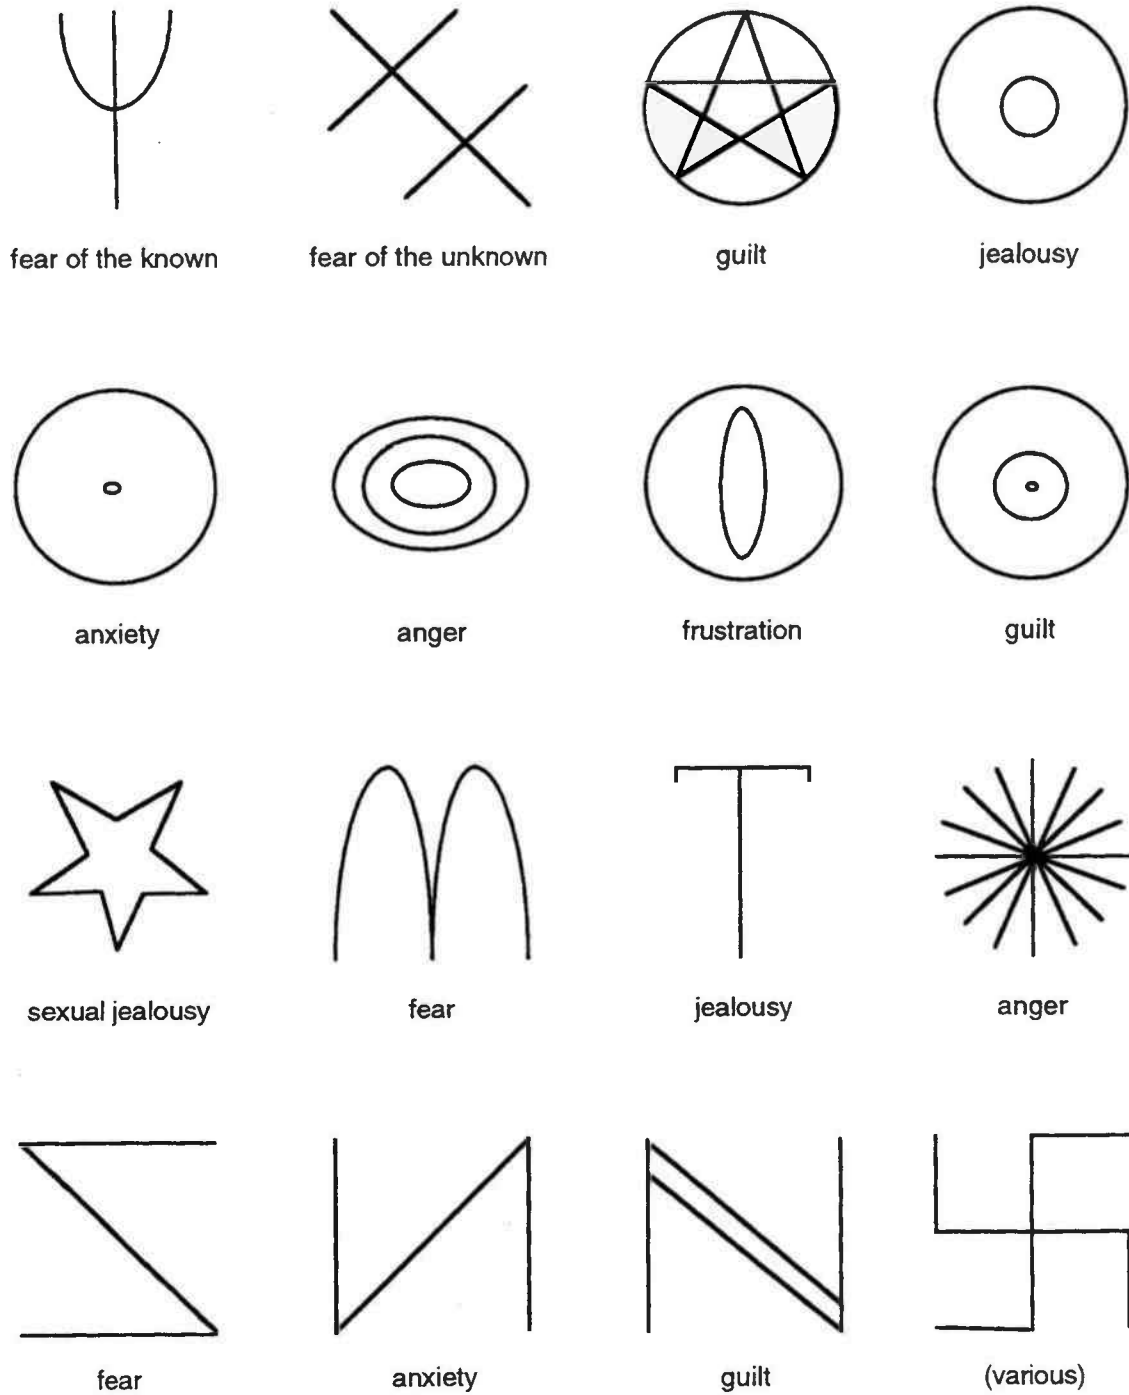 fear of the known
fear of the unknown
guilt
jealousy
anxiety
anger
frustration
guilt
sexual jealousy
fear
jealousy
anger
fear
anxiety
guilt
(various)